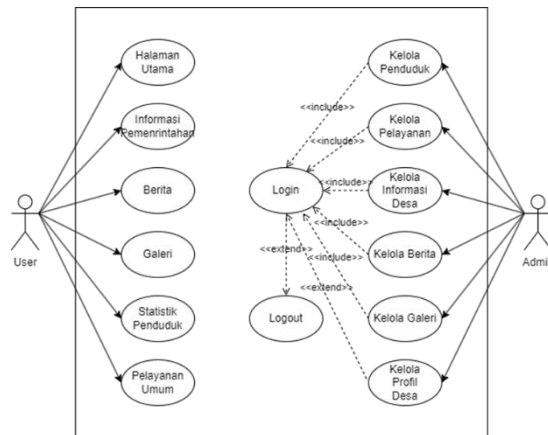 Halaman
Utama
Informasi
Pemenrintahan
Berita
Galeri
Statistik
Penduduk
Pelayanan
Umum
User
Login
Logout
<<include>>
<<include>>
<<include>>
<<include>>
<<extend>>
<<include>>
<<extend>>
Kelola
Penduduk
Kelola
Pelayanan
Kelola
Informasi
Desa
Kelola Berita
Kelola Galeri
Kelola
Profil
Desa
Admin